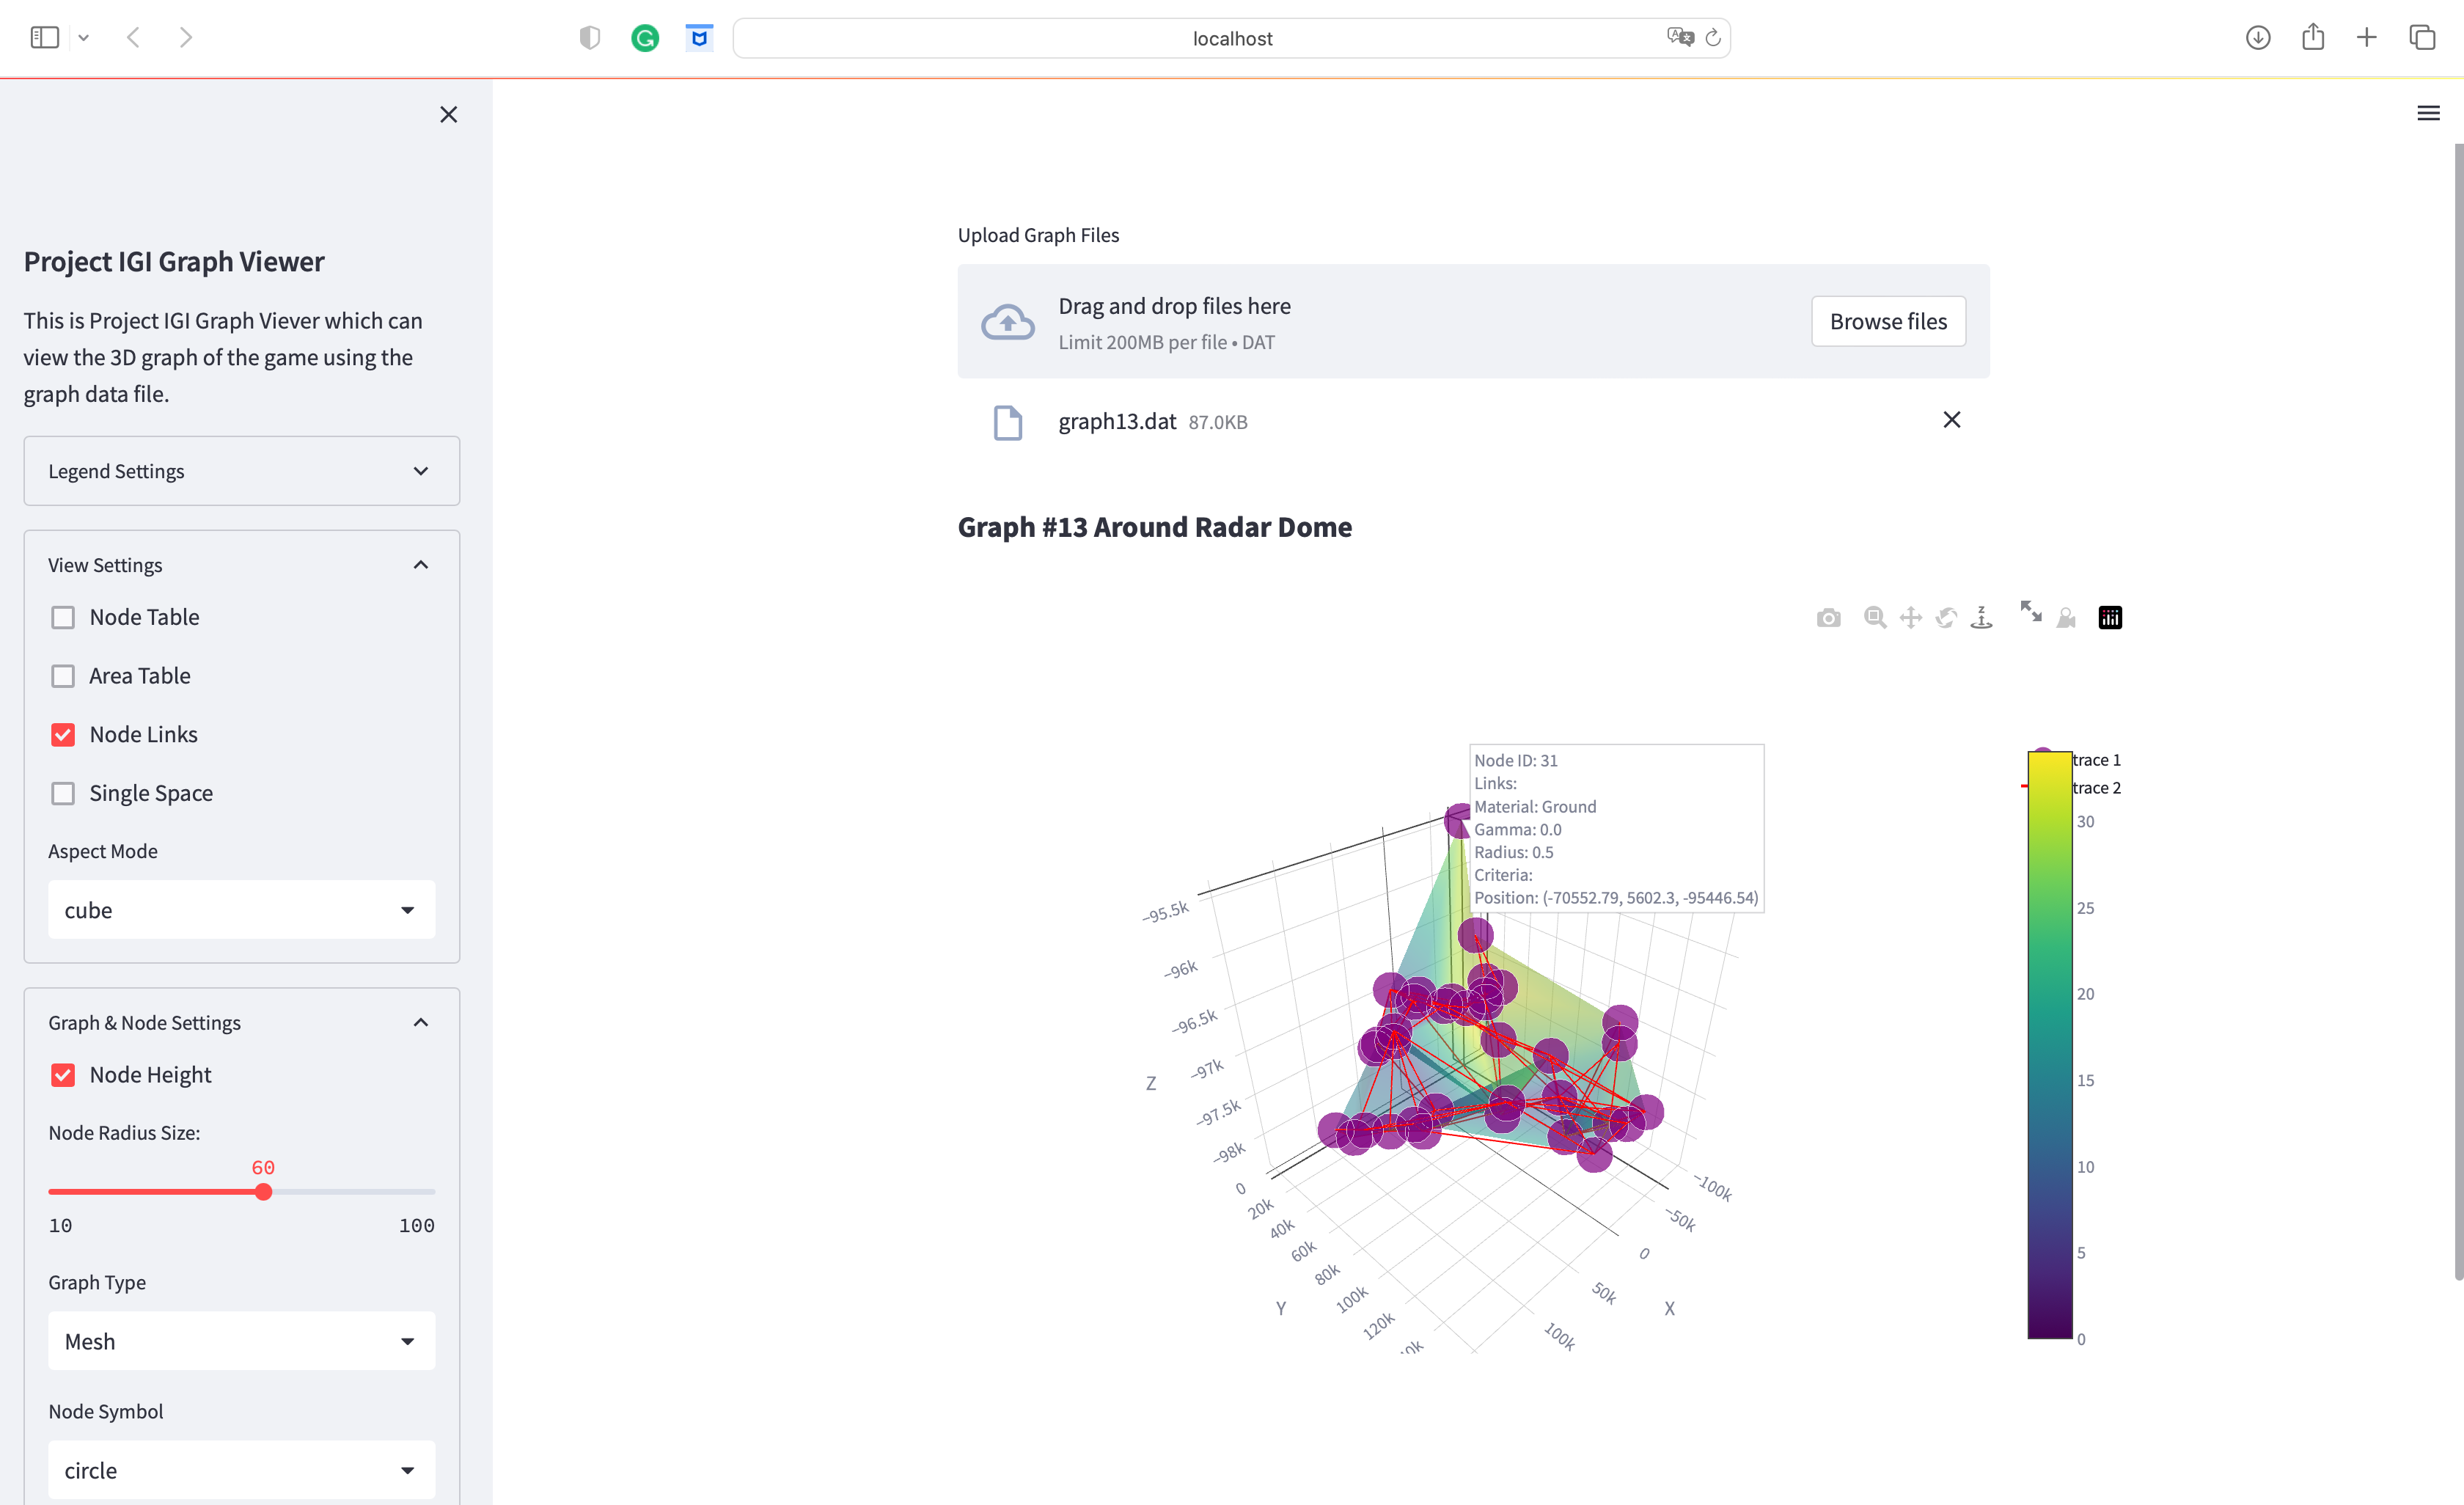 localhost
Project IGI Graph Viewer
This is Project IGI Graph Viever which can
view the 3D graph of the game using the
graph data file.
Legend Settings
View Settings
Node Table
Area Table
Node Links
Single Space
Aspect Mode
cube
Graph & Node Settings
Node Height
Node Radius Size:
60
10
100
Graph Type
Mesh
Node Symbol
circle
Upload Graph Files
Drag and drop files here
Limit 200MB per file • DAT
Browse files
graph13.dat 87.0KB
Graph #13 Around Radar Dome
Node ID: 31
Links:
Material: Ground
Gamma: 0.0
Radius: 0.5
Criteria:
Position: (-70552.79, 5602.3, -95446.54)
−95.5k
−96k
−96.5k
−97k
−97.5k
−98k
Z
0
20k
40k
60k
80k
100k
120k
Y
−100k
−50k
0
50k
100k
X
trace 1
trace 2
30
25
20
15
10
5
0